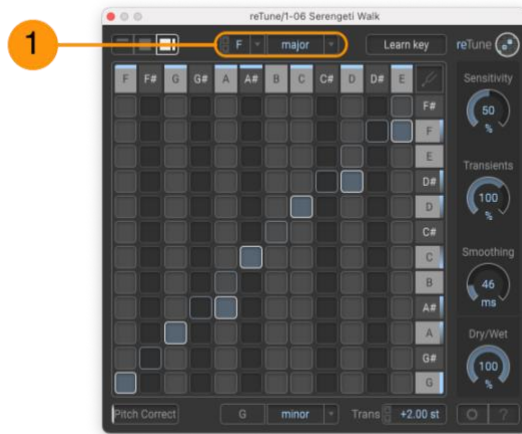 reTune/1-06 Serengeti Walk
1
F major Learn key reTune
F F# G G# A A# B C C# D D# E
F#
F
E
D#
D
C#
C
B
A#
A
G#
G
Sensitivity
50
%
Transients
100
%
Smoothing
46
ms
Dry/Wet
100
%
Pitch Correct G minor Trans +2.00 st ?